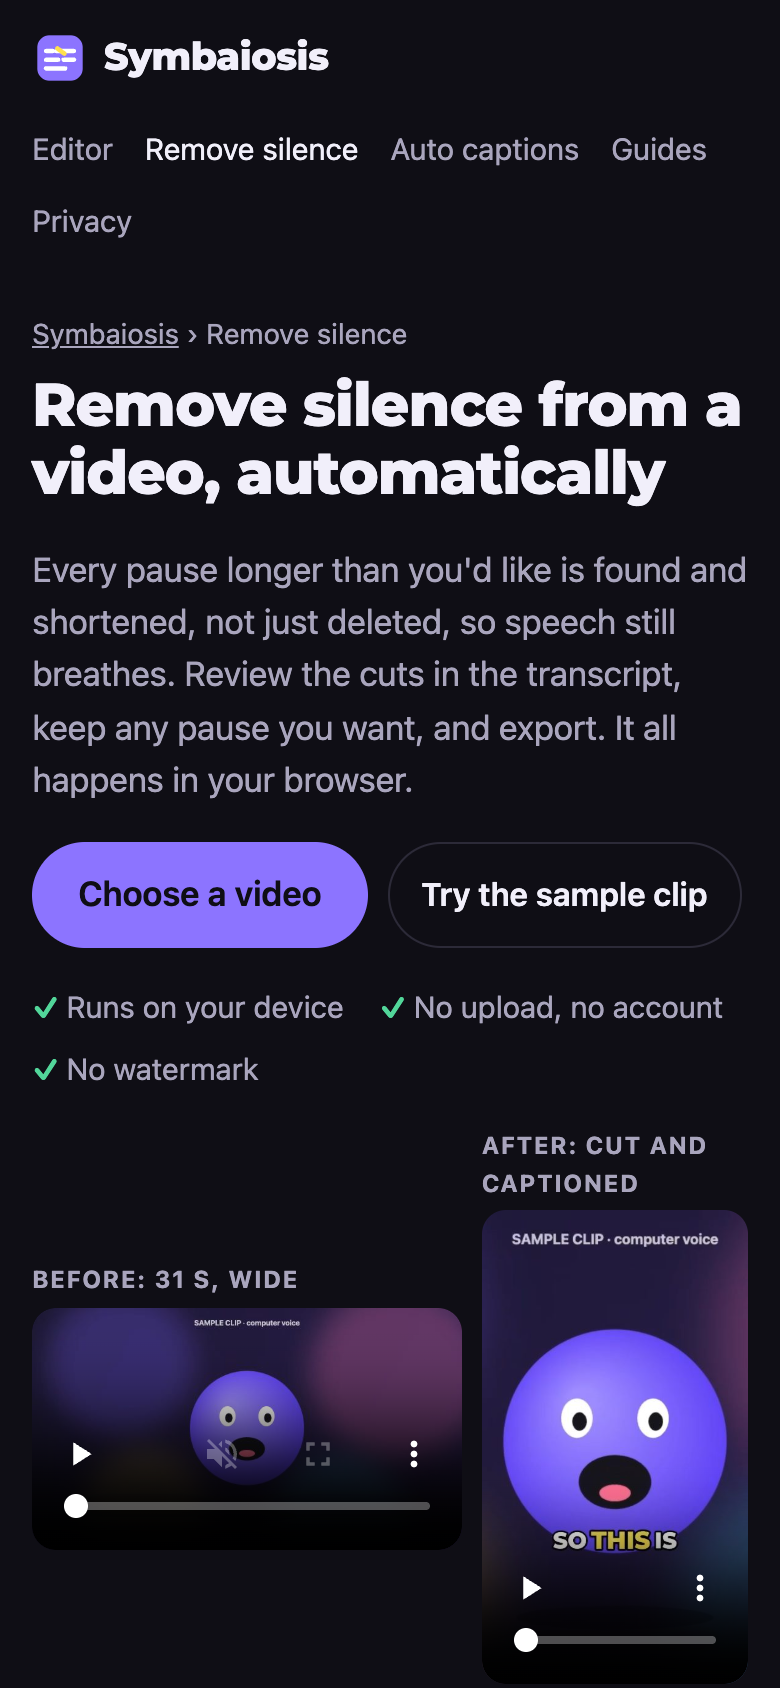 Symbaiosis
Editor Remove silence Auto captions Guides
Privacy
Symbaiosis › Remove silence
Remove silence from a
video, automatically
Every pause longer than you'd like is found and
shortened, not just deleted, so speech still
breathes. Review the cuts in the transcript,
keep any pause you want, and export. It all
happens in your browser.
Choose a video Try the sample clip
Runs on your device No upload, no account
No watermark
BEFORE: 31 S, WIDE
SAMPLE CLIP · computer voice
AFTER: CUT AND
CAPTIONED
SAMPLE CLIP · computer voice
SO THIS IS